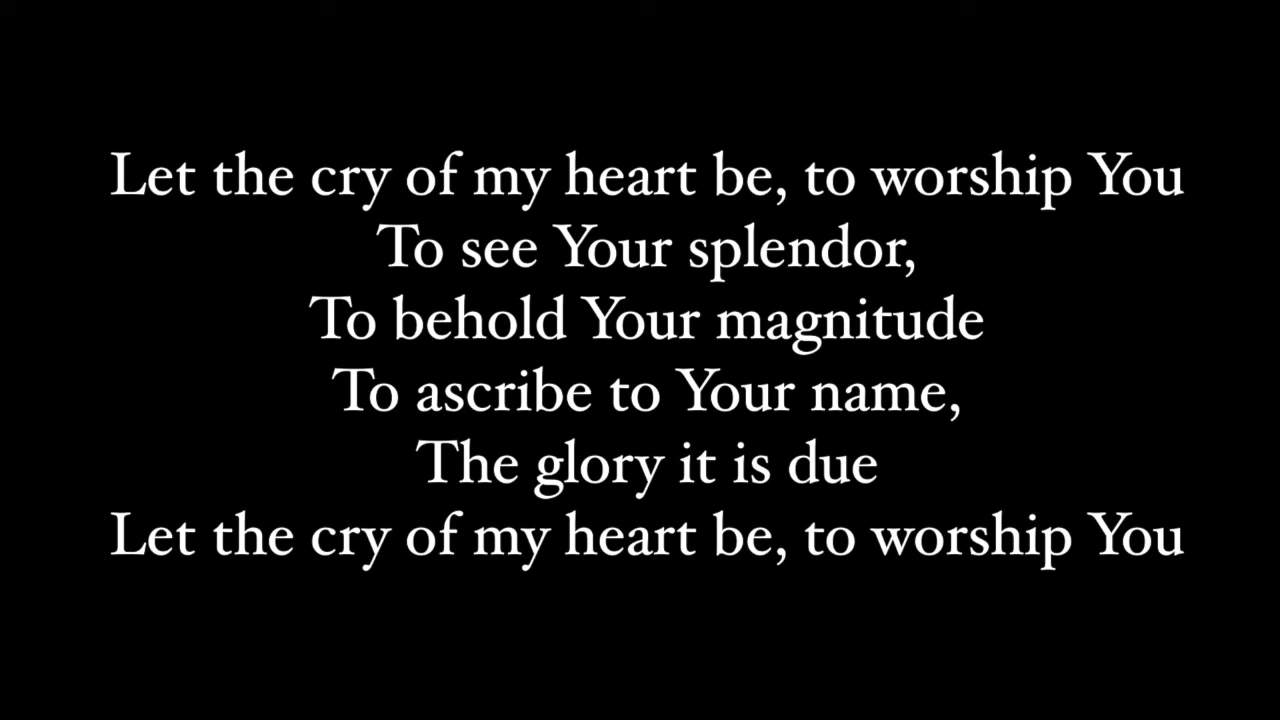 Let the cry of my heart be, to worship You
To see Your splendor,
To behold Your magnitude
To ascribe to Your name,
The glory it is due
Let the cry of my heart be, to worship You